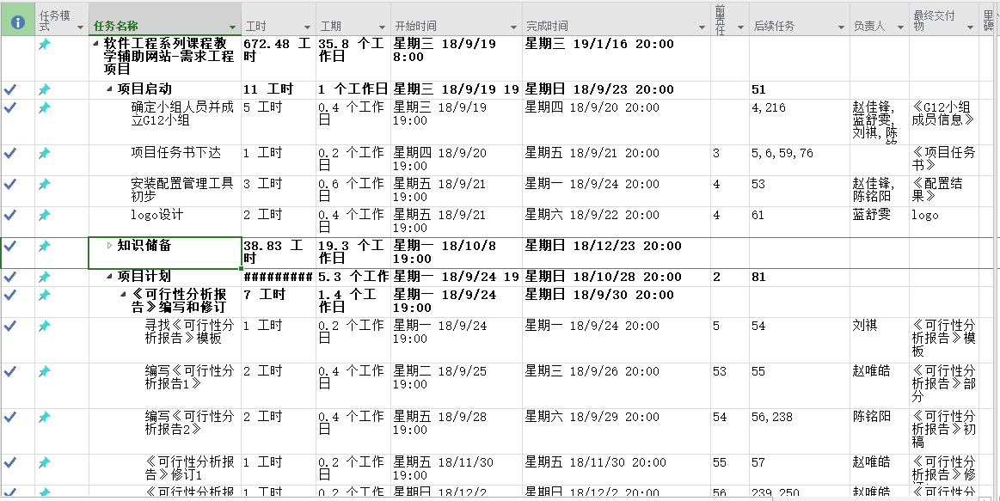 任务模式 任务名称 工时 工期 开始时间 完成时间 前置任 后续任务 负责人 最终交付物 里碑
软件工程系列课程教学辅助网站-需求工程项目 672.48 工时 35.8 个工作日 星期三 18/9/19 8:00 星期三 19/1/16 20:00
项目启动 11 工时 1 个工作日 星期三 18/9/19 19 星期日 18/9/23 20:00 51
确定小组人员并成立G12小组 5 工时 0.4 个工作日 星期三 18/9/19 19:00 星期四 18/9/20 20:00 4,216 赵佳锋,蓝舒雯,刘祺,陈铭 《G12小组成员信息》
项目任务书下达 1 工时 0.2 个工作日 星期四 18/9/20 19:00 星期五 18/9/21 20:00 3 5,6,59,76 《项目任务书》
安装配置管理工具初步 3 工时 0.6 个工作日 星期五 18/9/21 19:00 星期一 18/9/24 20:00 4 53 赵佳锋,陈铭阳 《配置结果》
logo设计 2 工时 0.4 个工作日 星期五 18/9/21 19:00 星期六 18/9/22 20:00 4 61 蓝舒雯 logo
知识储备 38.83 工时 19.3 个工作日 星期一 18/10/8 19:00 星期日 18/12/23 20:00
项目计划 ######### 5.3 个工作 星期一 18/9/24 19 星期日 18/10/28 20:00 2 81
《可行性分析报告》编写和修订 7 工时 1.4 个工作日 星期一 18/9/24 19:00 星期日 18/9/30 20:00
寻找《可行性分析报告》模板 1 工时 0.2 个工作日 星期一 18/9/24 19:00 星期一 18/9/24 20:00 5 54 刘祺 《可行性分析报告》模板
编写《可行性分析报告1》 2 工时 0.4 个工作日 星期二 18/9/25 19:00 星期三 18/9/26 20:00 53 55 赵唯皓 《可行性分析报告》部分
编写《可行性分析报告2》 2 工时 0.4 个工作日 星期五 18/9/28 19:00 星期六 18/9/29 20:00 54 56,238 陈铭阳 《可行性分析报告》初稿
《可行性分析报告》修订1 1 工时 0.2 个工作日 星期五 18/11/30 19:00 星期五 18/11/30 20:00 55 57 赵唯皓 《可行性分析报告》修
《可行性分析 1 工时 0.2 个工作 星期日 18/12/2 星期日 18/12/2 20:00 56 239,250 赵唯皓 《可行性分